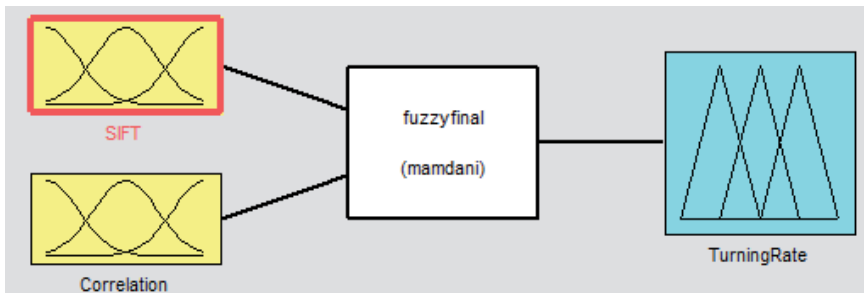 SIFT
fuzzyfinal
(mamdani)
TurningRate
Correlation